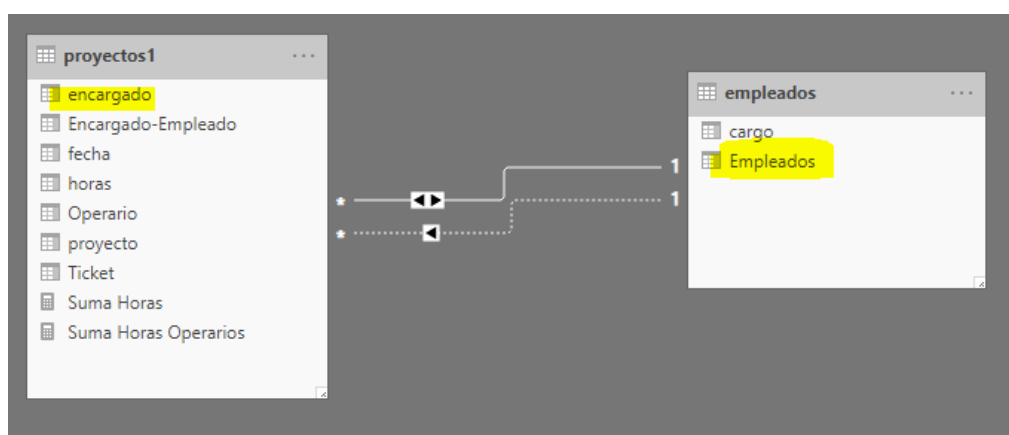 proyectos1
encargado
Encargado-Empleado
fecha
horas
Operario
proyecto
Ticket
Suma Horas
Suma Horas Operarios
* 1
* 1
empleados
cargo
Empleados